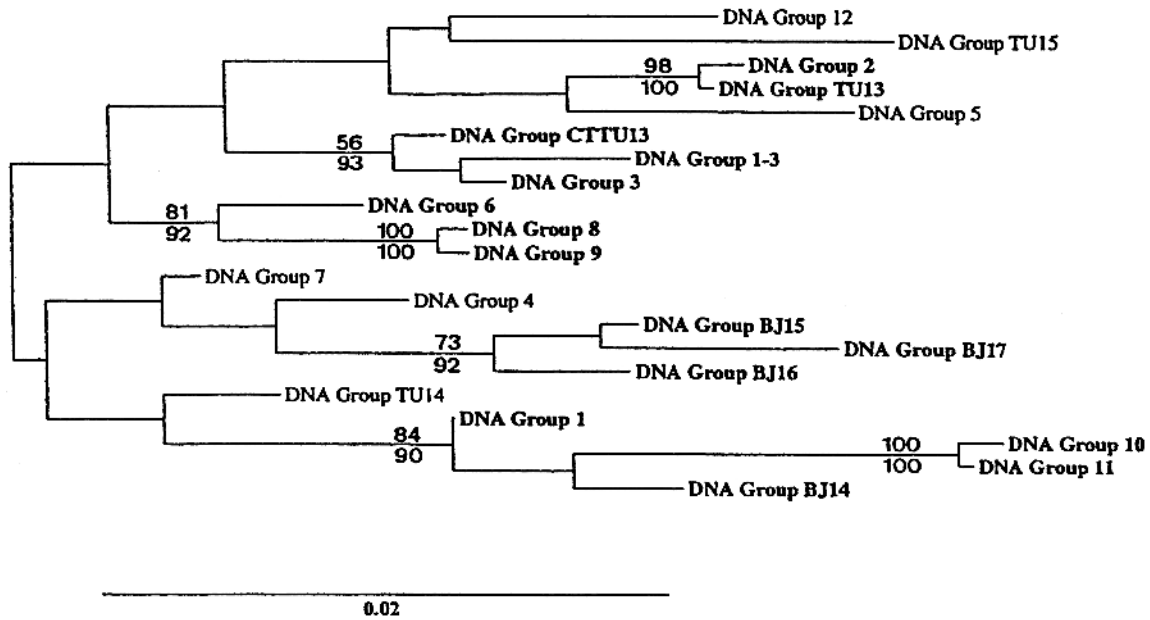 DNA Group 12
DNA Group TU15
98
DNA Group 2
100
DNA Group TU13
DNA Group 5
56
DNA Group CTTU13
93
DNA Group 1-3
DNA Group 3
81
DNA Group 6
92
100
DNA Group 8
100
DNA Group 9
DNA Group 7
DNA Group 4
DNA Group BJ15
73
DNA Group BJ17
92
DNA Group BJ16
DNA Group TU14
DNA Group 1
84
90
100
DNA Group 10
100
DNA Group 11
DNA Group BJ14
0.02